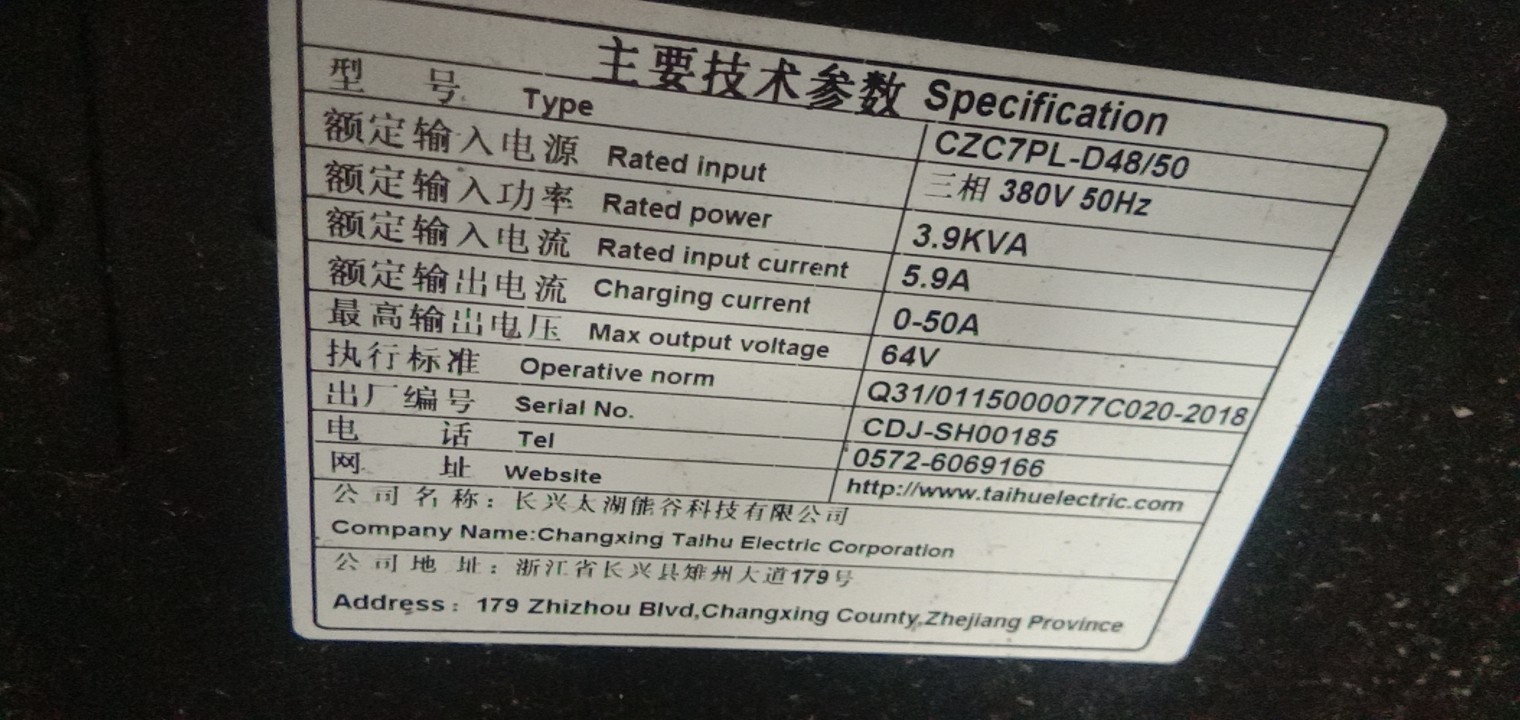 主要技术参数 Specification
型 号 Type CZC7PL-D48/50
额定输入电源 Rated input 三相 380V 50Hz
额定输入功率 Rated power 3.9KVA
额定输入电流 Rated input current 5.9A
额定输出电流 Charging current 0-50A
最高输出电压 Max output voltage 64V
执行标准 Operative norm Q31/0115000077C020-2018
出厂编号 Serial No. CDJ-SH00185
电 话 Tel 0572-6069166
网 址 Website http://www.taihuelectric.com
公 司 名 称：长兴太湖能谷科技有限公司
Company Name:Changxing Taihu Electric Corporation
公 司 地 址：浙江省长兴县雉州大道179号
Address：179 Zhizhou Blvd,Changxing County,Zhejiang Province